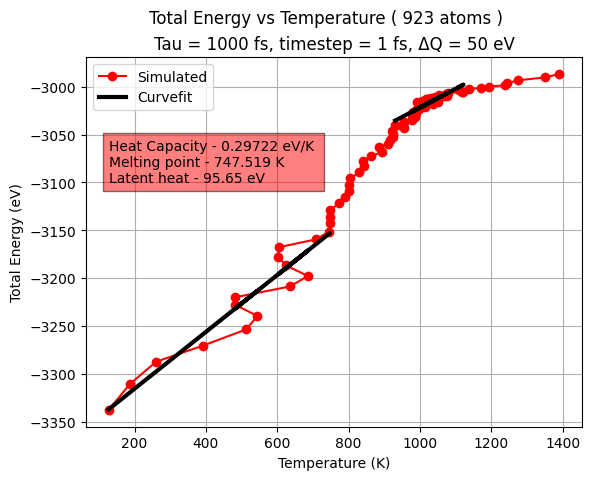 Total Energy vs Temperature ( 923 atoms )
Tau = 1000 fs, timestep = 1 fs, ΔQ = 50 eV
Simulated
Curvefit
Heat Capacity - 0.29722 eV/K
Melting point - 747.519 K
Latent heat - 95.65 eV
Total Energy (eV)
−3000
−3050
−3100
−3150
−3200
−3250
−3300
−3350
200 400 600 800 1000 1200 1400
Temperature (K)